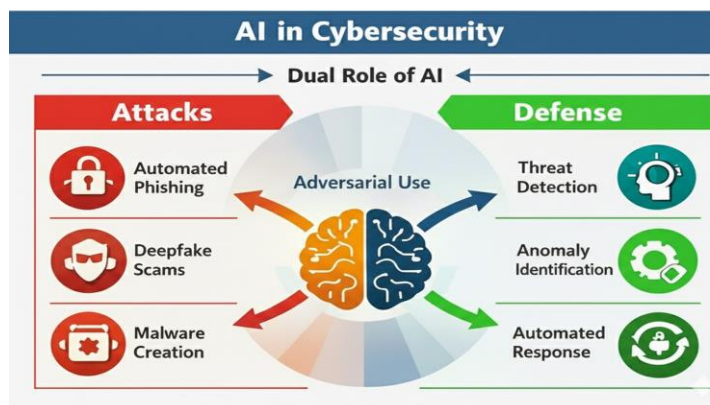 AI in Cybersecurity
Dual Role of AI
Attacks
Defense
Automated
Phishing
Deepfake
Scams
Malware
Creation
Adversarial Use
Threat
Detection
Anomaly
Identification
Automated
Response